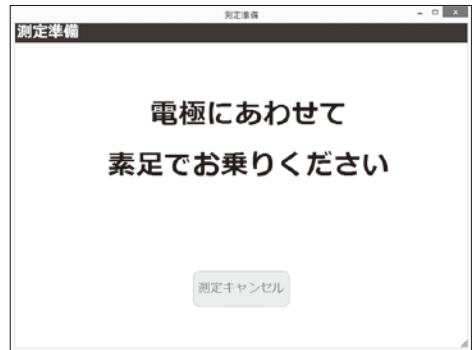 測定準備
測定準備
電極にあわせて
素足でお乗りください
測定キャンセル